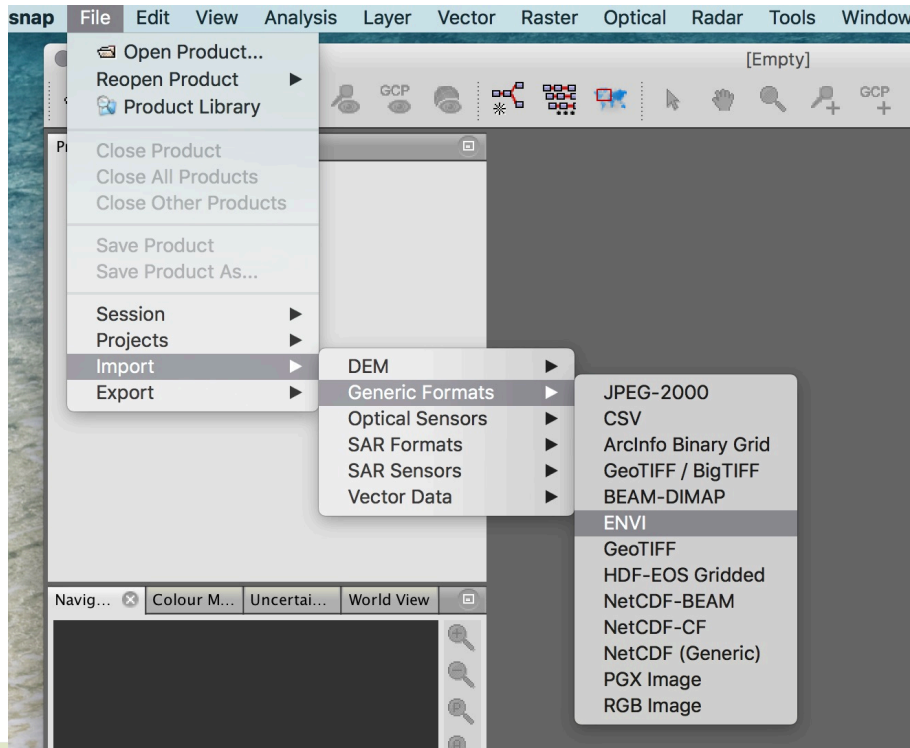 snap File Edit View Analysis Layer Vector Raster Optical Radar Tools Window
[Empty]
Open Product...
Reopen Product
Product Library
Close Product
Close All Products
Close Other Products
Save Product
Save Product As...
Session
Projects
Import
Export
DEM
Generic Formats
Optical Sensors
SAR Formats
SAR Sensors
Vector Data
JPEG-2000
CSV
ArcInfo Binary Grid
GeoTIFF / BigTIFF
BEAM-DIMAP
ENVI
GeoTIFF
HDF-EOS Gridded
NetCDF-BEAM
NetCDF-CF
NetCDF (Generic)
PGX Image
RGB Image
GCP
GCP
Navig... Colour M... Uncertai... World View